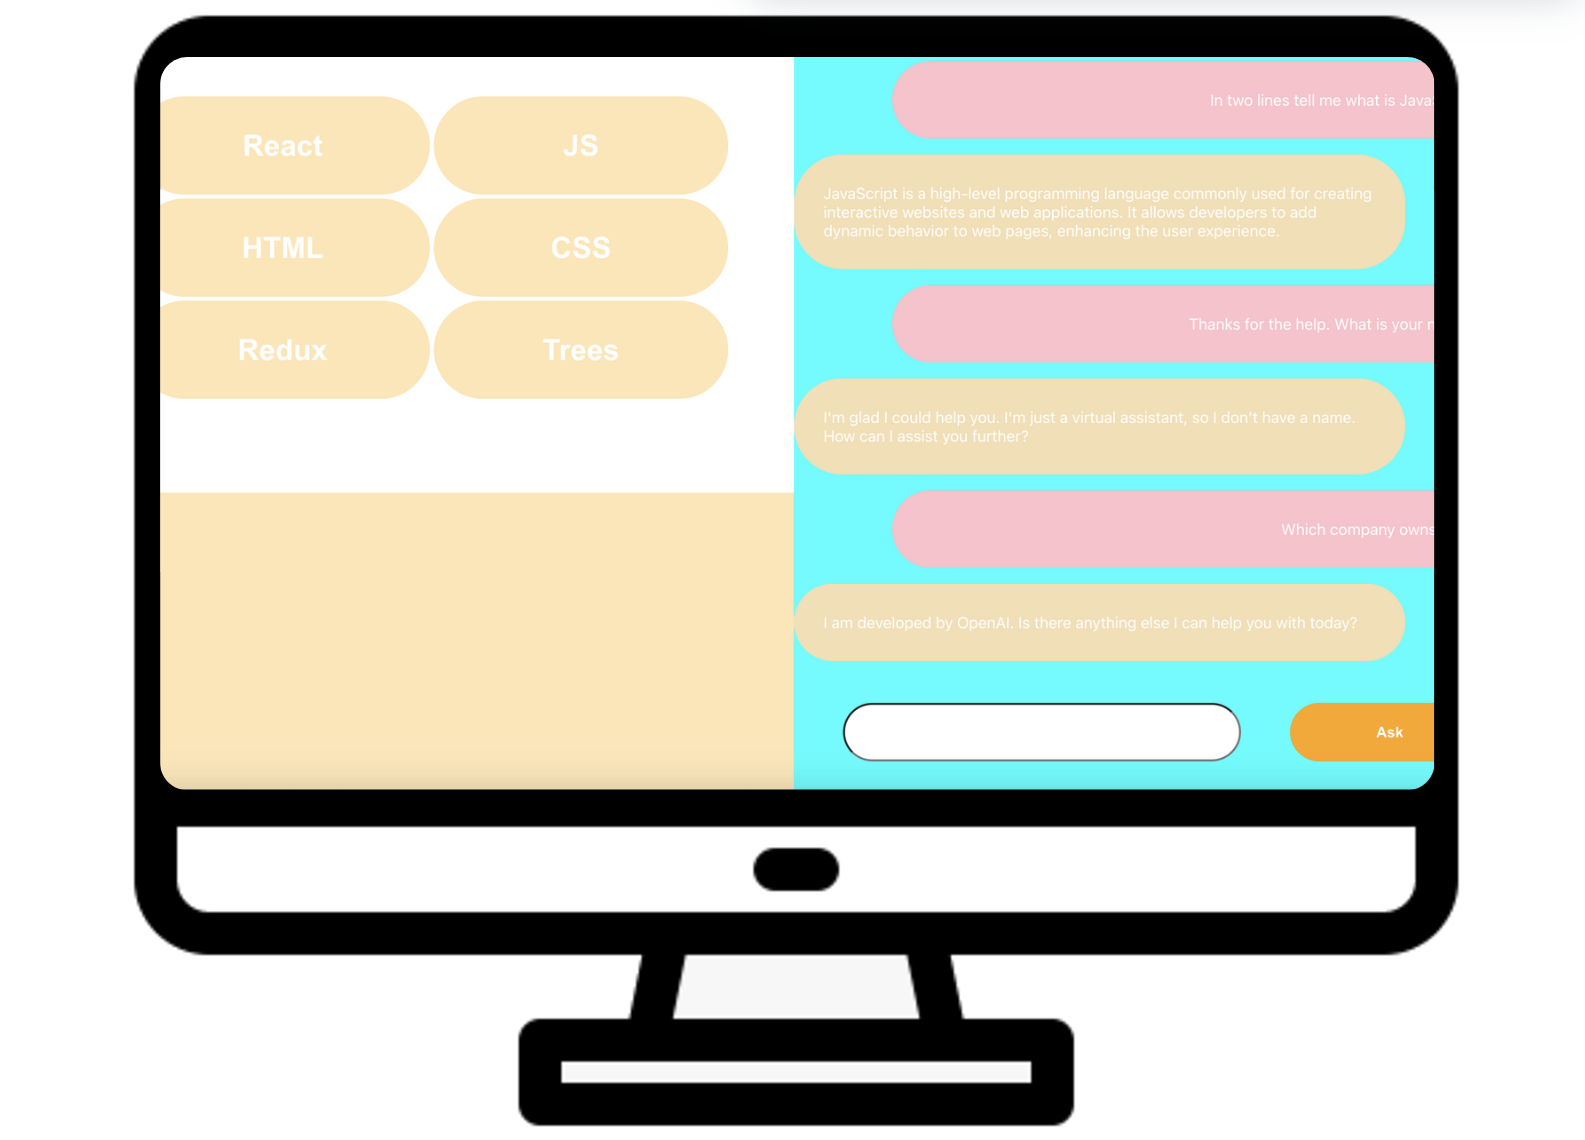 React
JS
HTML
CSS
Redux
Trees
In two lines tell me what is Java
JavaScript is a high-level programming language commonly used for creating
interactive websites and web applications. It allows developers to add
dynamic behavior to web pages, enhancing the user experience.
Thanks for the help. What is your
I'm glad I could help you. I'm just a virtual assistant, so I don't have a name.
How can I assist you further?
Which company owns
I am developed by OpenAI. Is there anything else I can help you with today?
Ask